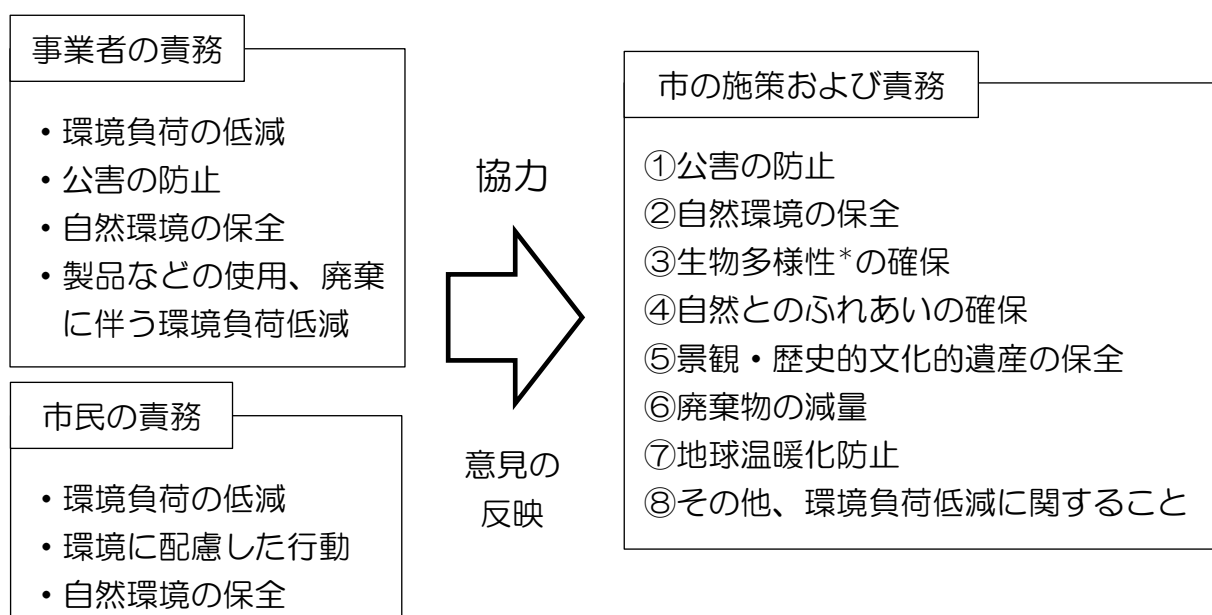 事業者の責務
・環境負荷の低減
・公害の防止
・自然環境の保全
・製品などの使用、廃棄
に伴う環境負荷低減
市民の責務
・環境負荷の低減
・環境に配慮した行動
・自然環境の保全
協力
意見の
反映
市の施策および責務
①公害の防止
②自然環境の保全
③生物多様性*の確保
④自然とのふれあいの確保
⑤景観・歴史的文化的遺産の保全
⑥廃棄物の減量
⑦地球温暖化防止
⑧その他、環境負荷低減に関すること